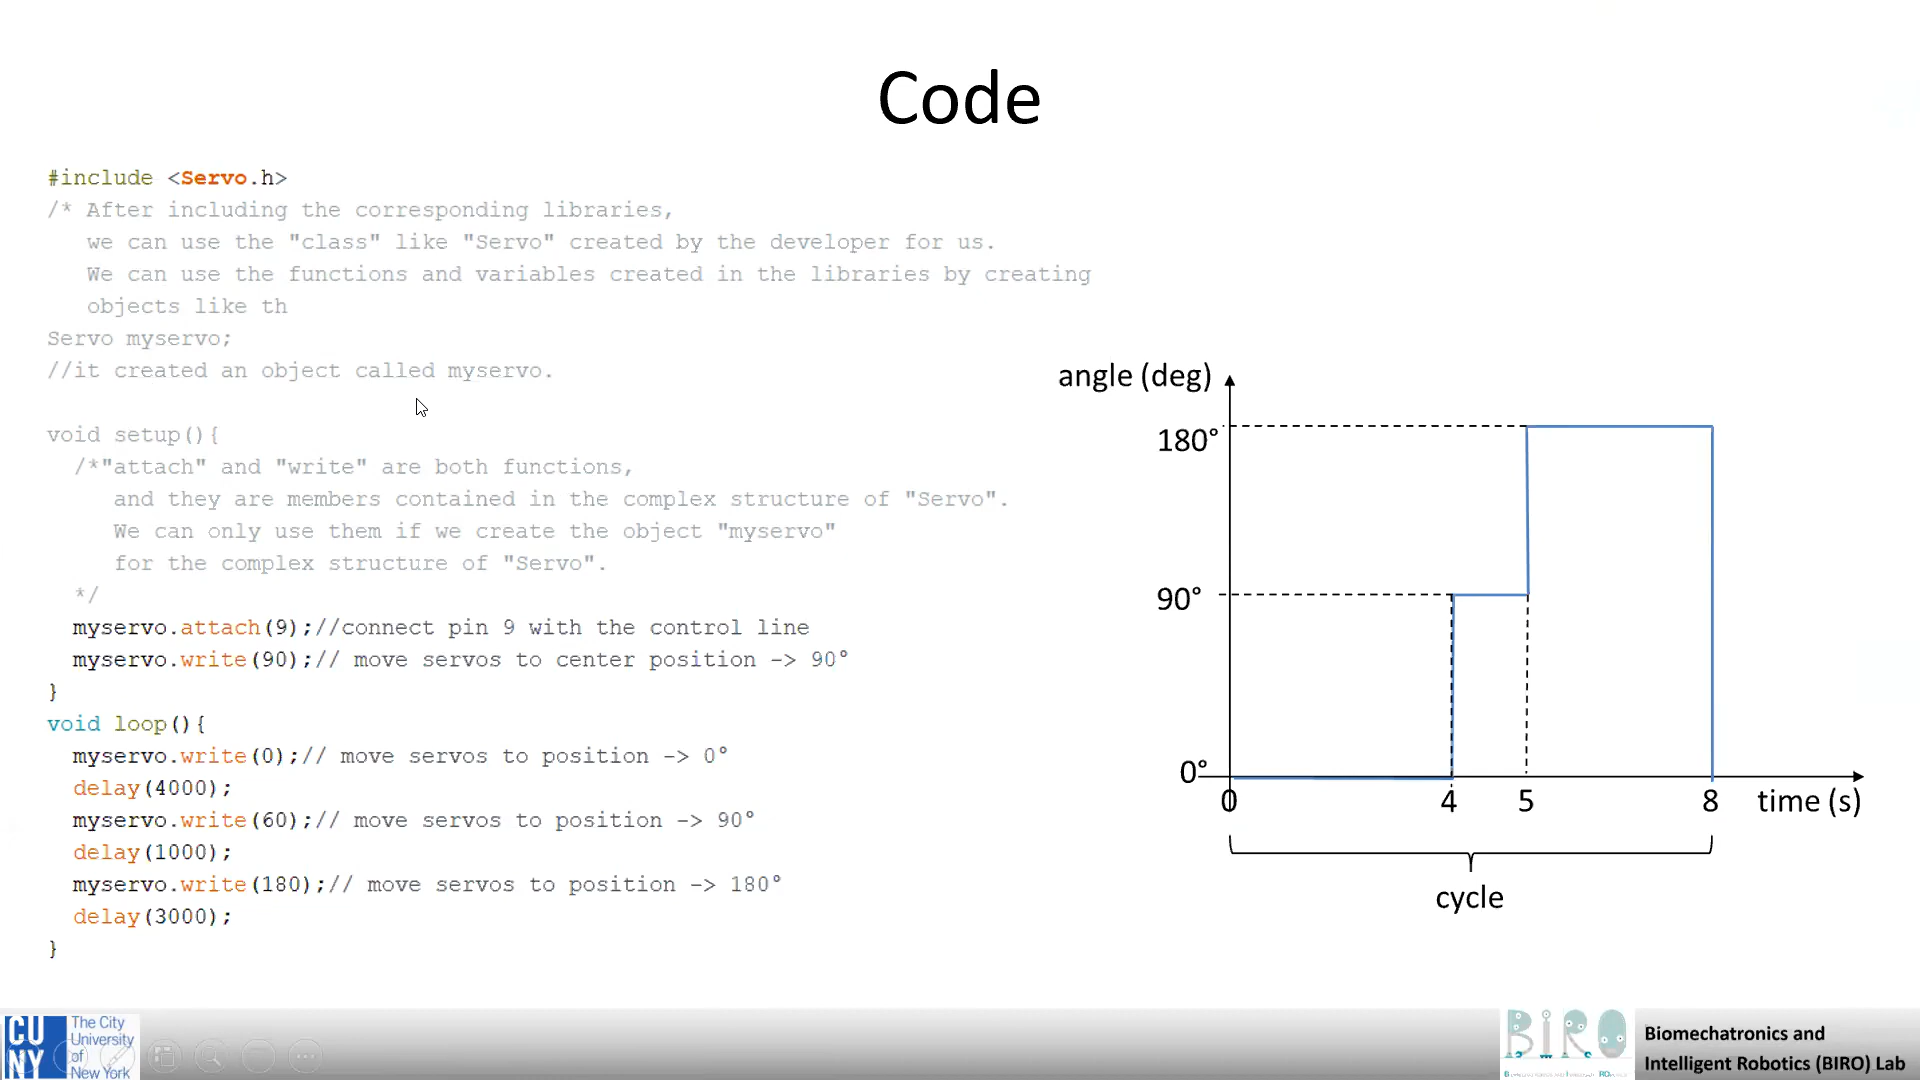 Code
#include <Servo.h>
/* After including the corresponding libraries,
we can use the "class" like "Servo" created by the developer for us.
We can use the functions and variables created in the libraries by creating
objects like th
Servo myservo;
//it created an object called myservo.
void setup(){
/*"attach" and "write" are both functions,
and they are members contained in the complex structure of "Servo".
We can only use them if we create the object "myservo"
for the complex structure of "Servo".
*/
myservo.attach(9);//connect pin 9 with the control line
myservo.write(90);// move servos to center position -> 90°
}
void loop(){
myservo.write(0);// move servos to position -> 0°
delay(4000);
myservo.write(60);// move servos to position -> 90°
delay(1000);
myservo.write(180);// move servos to position -> 180°
delay(3000);
}
angle (deg)
180°
90°
0°
0 4 5 8 time (s)
cycle
CU
NY
The City
University
of
New York
BiRO
Biomechatronics and
Intelligent Robotics (BIRO) Lab